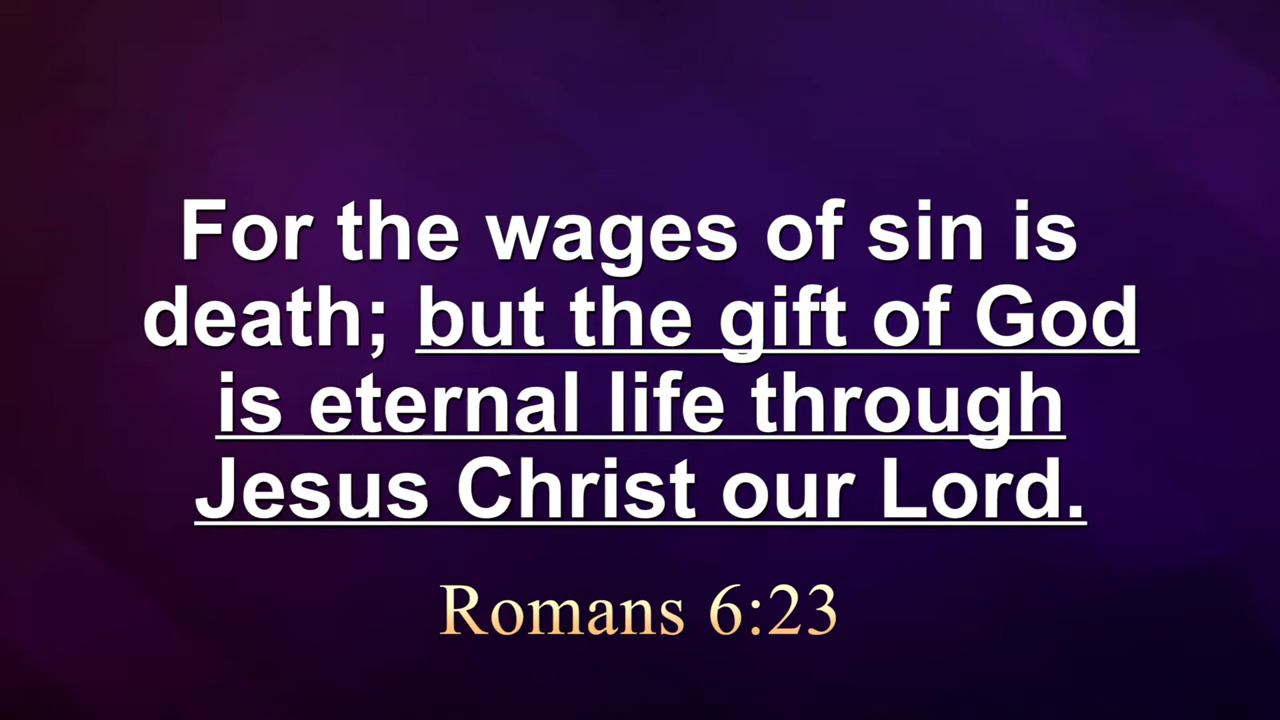 For the wages of sin is
death; but the gift of God
is eternal life through
Jesus Christ our Lord.
Romans 6:23